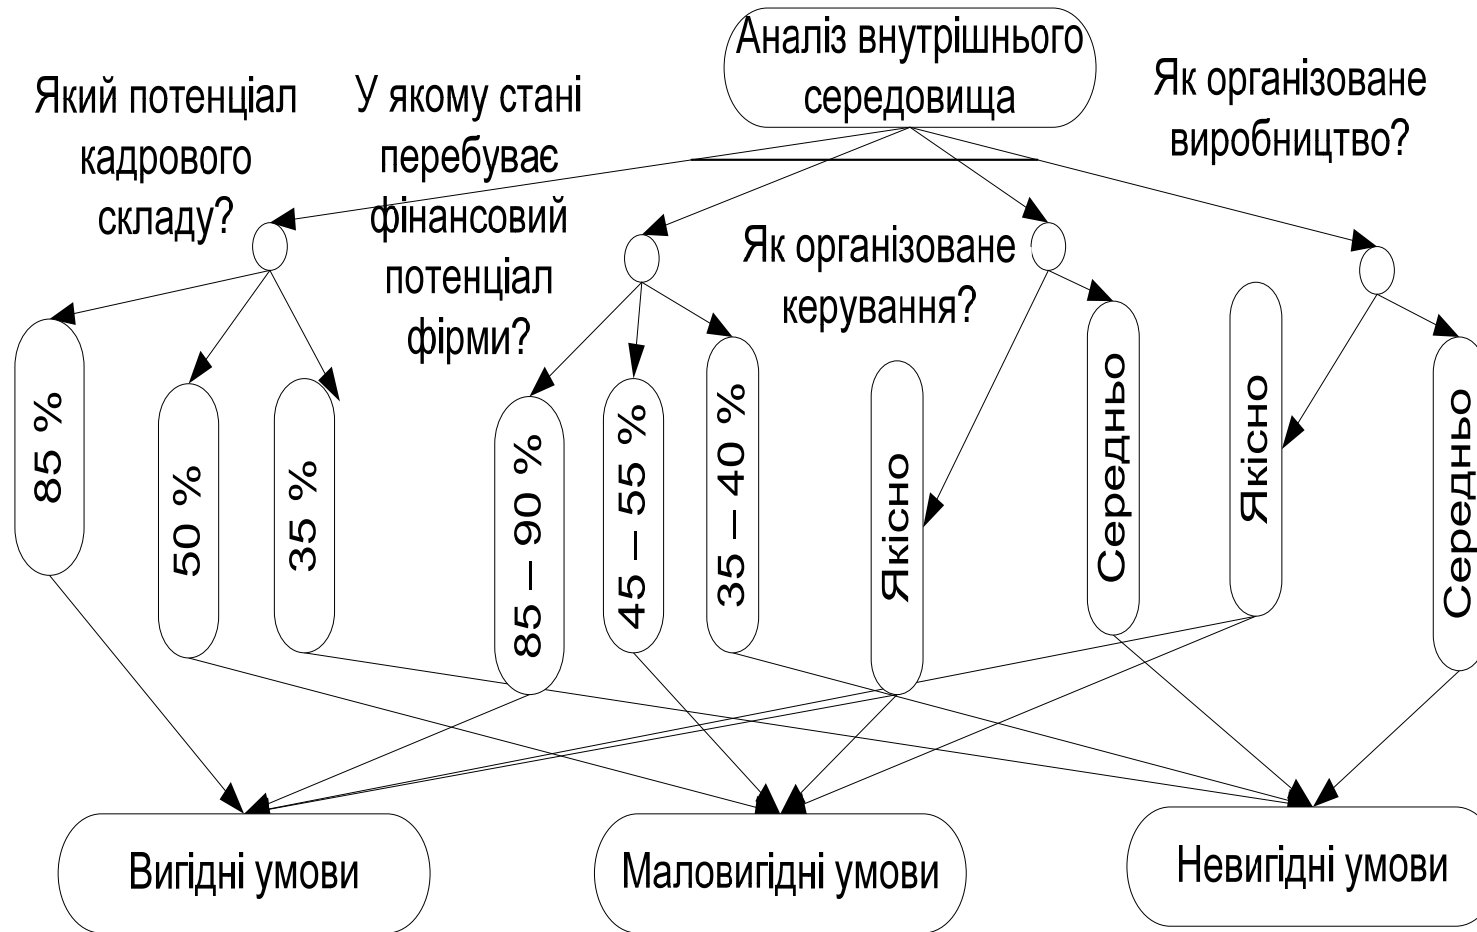 Аналіз внутрішнього
середовища
Який потенціал
кадрового
складу?
У якому стані
перебуває
фінансовий
потенціал
фірми?
Як організоване
керування?
Як організоване
виробництво?
85 %
50 %
35 %
85 – 90 %
45 – 55 %
35 – 40 %
Якісно
Середньо
Якісно
Середньо
Вигідні умови
Маловигідні умови
Невигідні умови